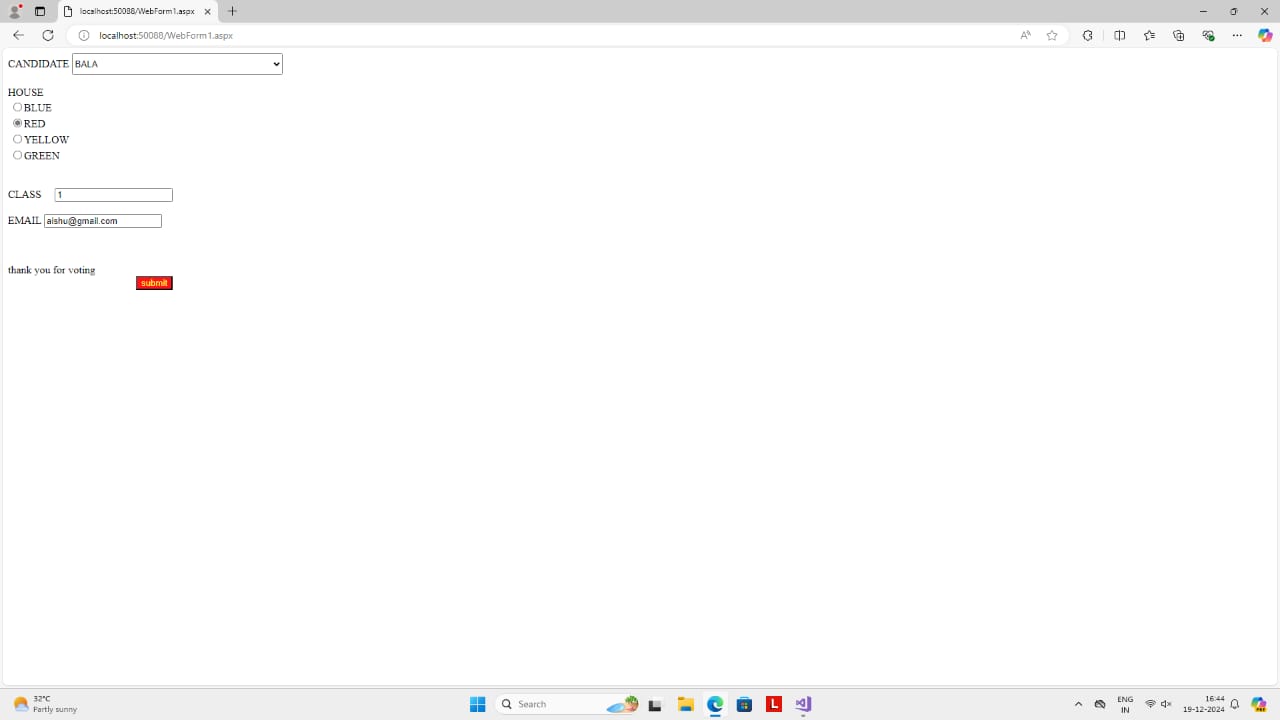 localhost:50088/WebForm1.aspx
localhost:50088/WebForm1.aspx
CANDIDATE BALA
HOUSE
BLUE
RED
YELLOW
GREEN
CLASS 1
EMAIL aishu@gmail.com
thank you for voting
submit
32°C
Partly sunny
Search
L
ENG
IN
16:44
19-12-2024